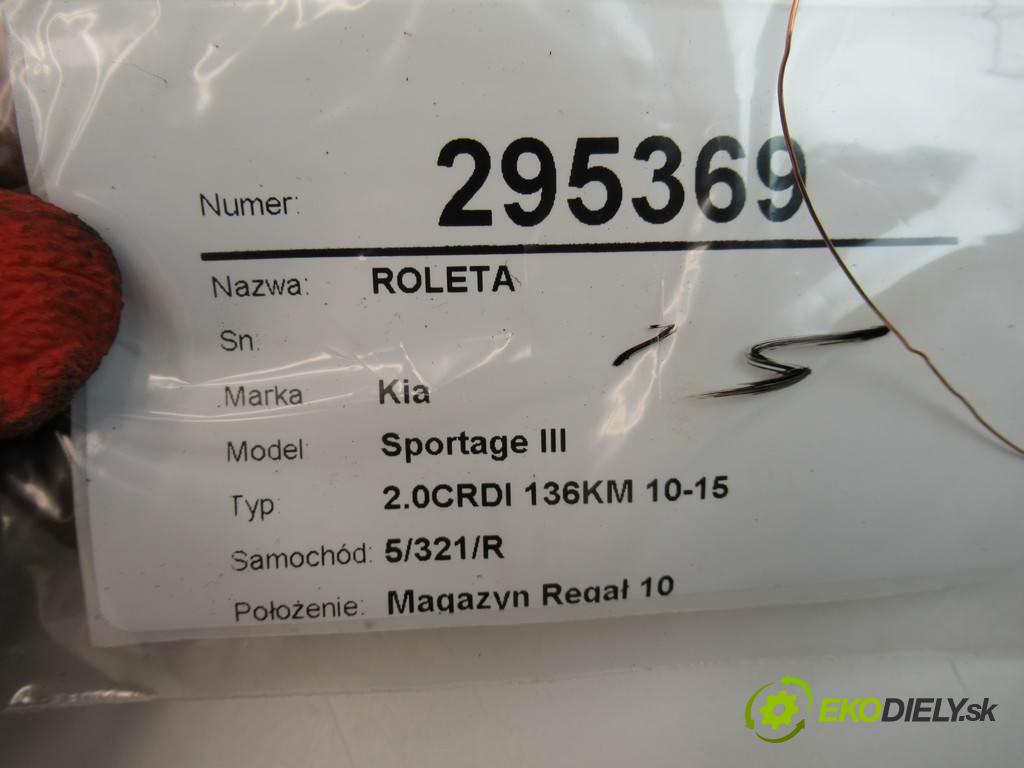 Numer: 295369
Nazwa: ROLETA
Sn:
Marka Kia
Model Sportage III
Typ 2.0CRDI 136KM 10-15
Samochód: 5/321/R
Położenie: Magazyn Regał 10
EKODIELY.sk